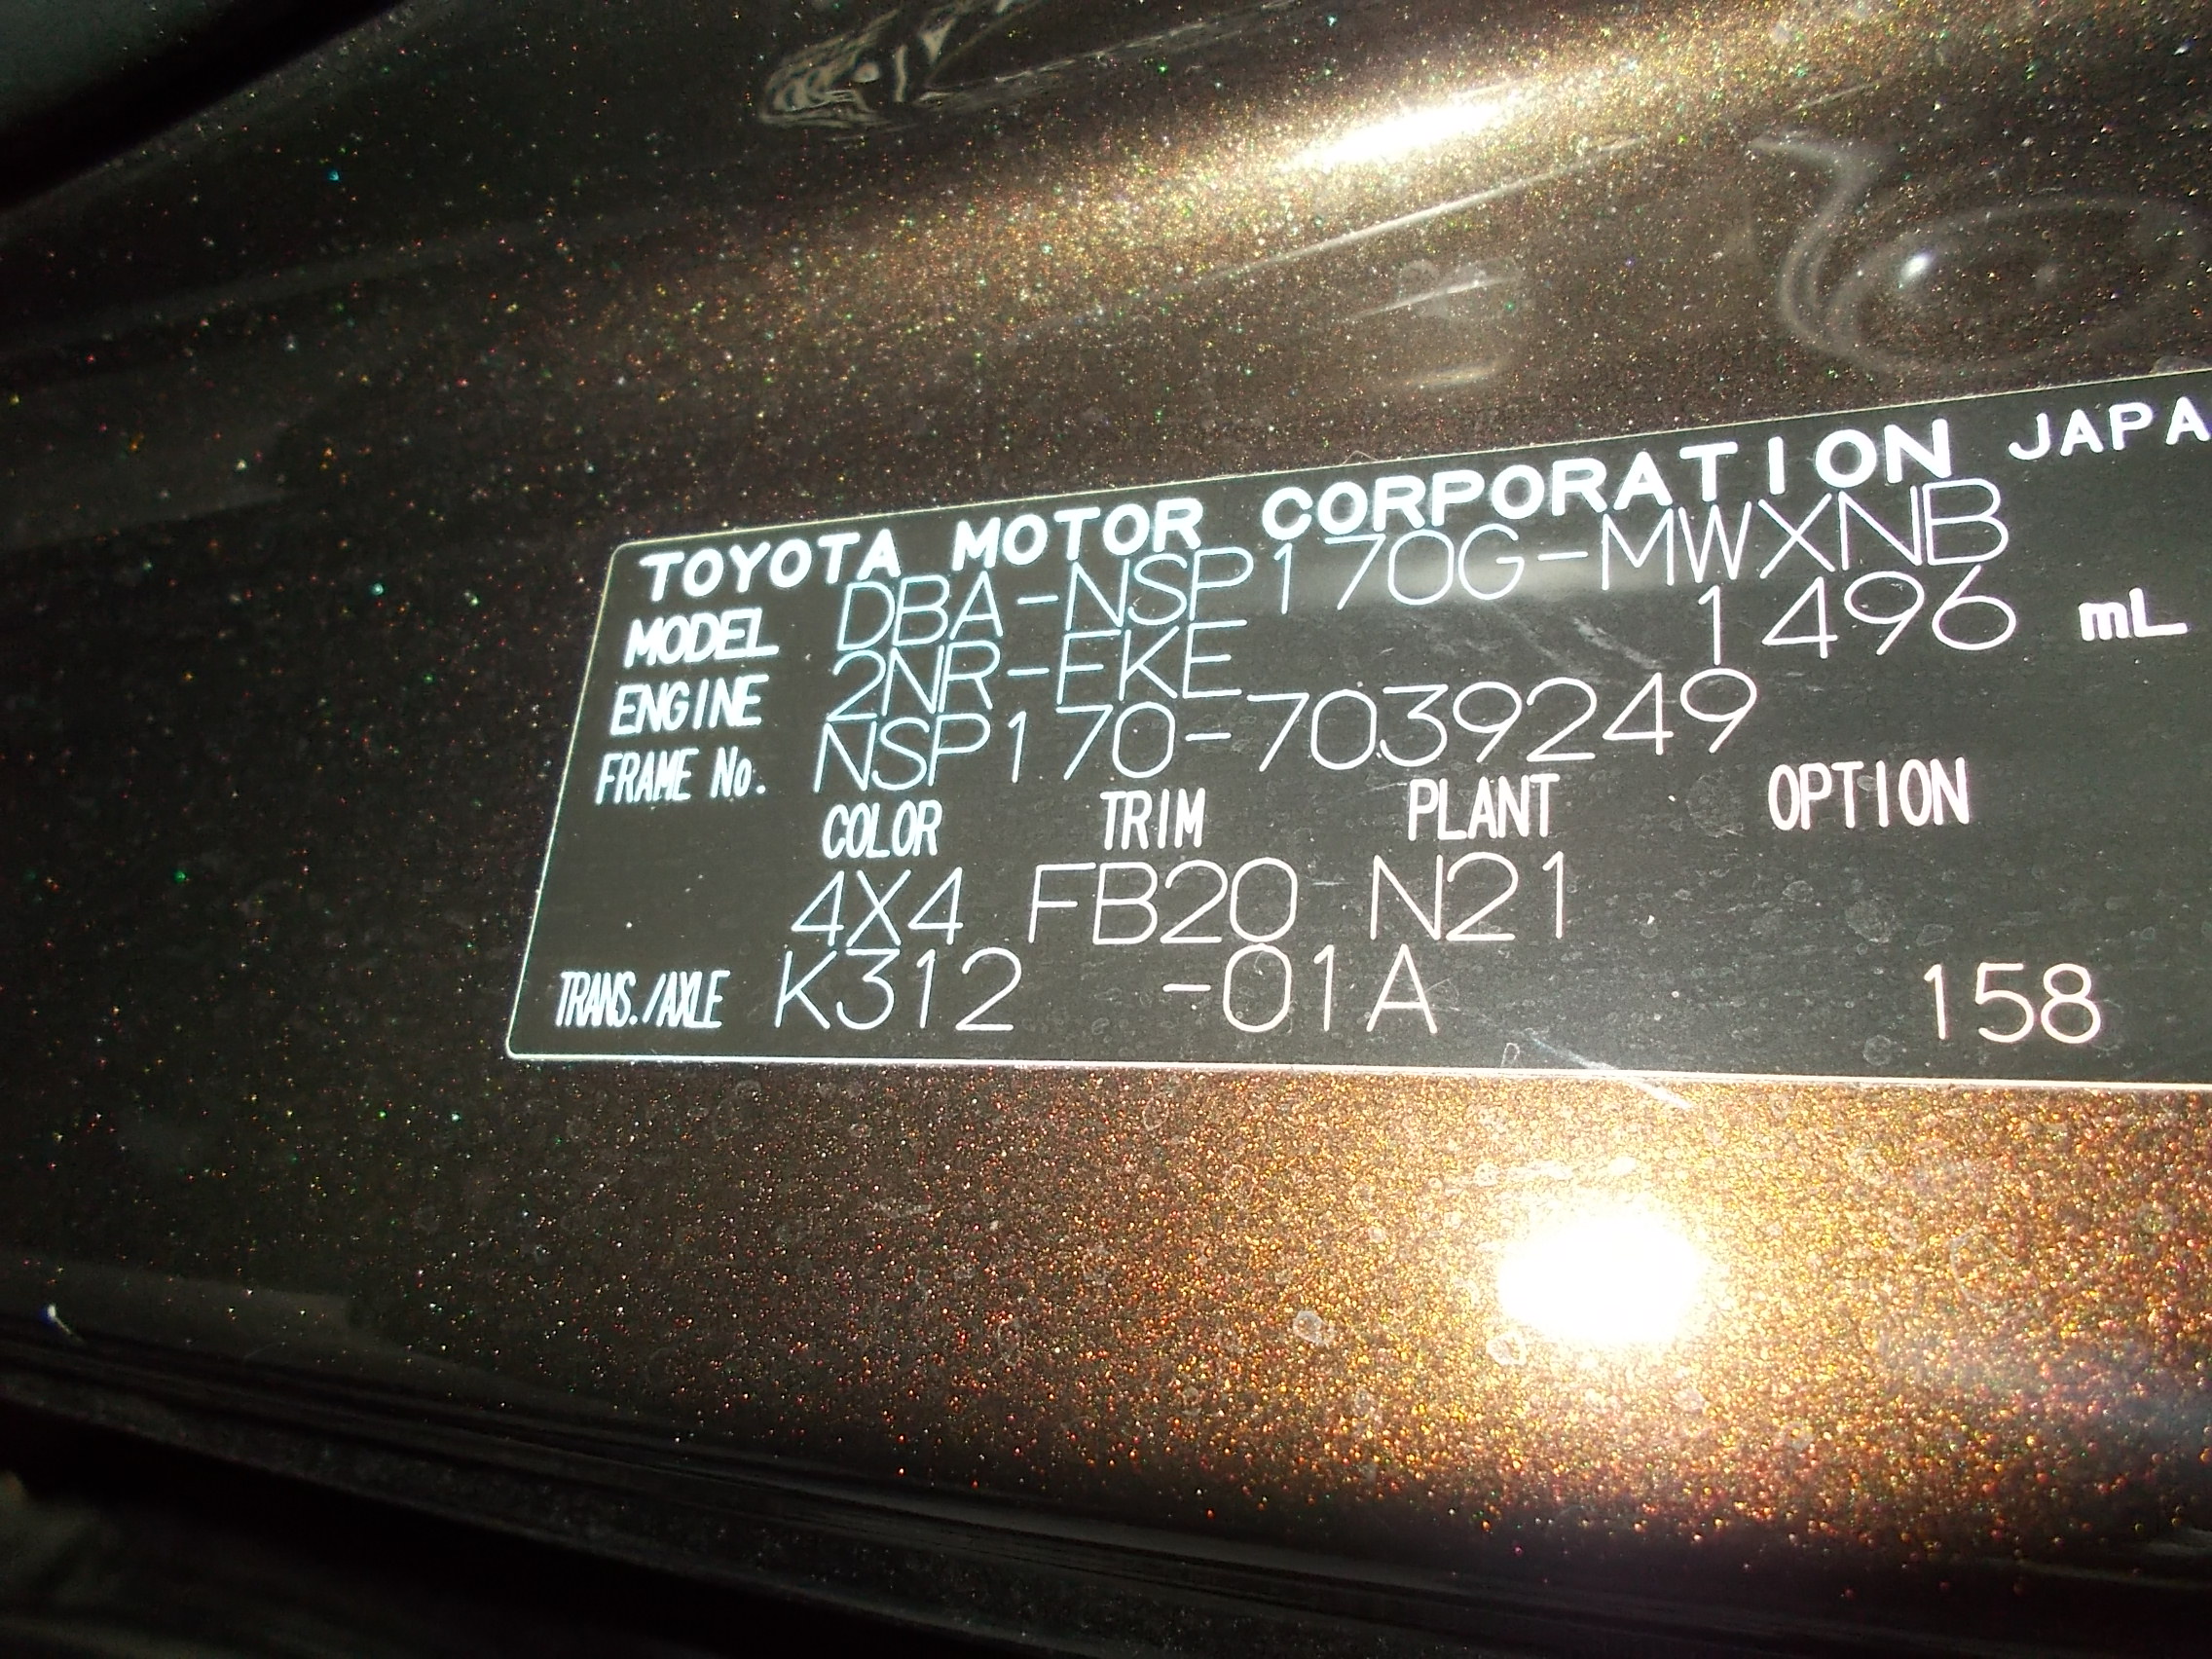 TOYOTA MOTOR CORPORATION JAPA
MODEL DBA-NSP170G-MWXNB
ENGINE 2NR-FKE 1496 mL
FRAME No. NSP170-7039249
COLOR TRIM PLANT OPTION
4X4 FB20 N21
TRANS./AXLE K312 -01A 158